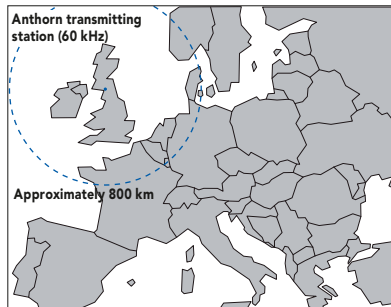 Anthorn transmitting
station (60 kHz)
Approximately 800 km